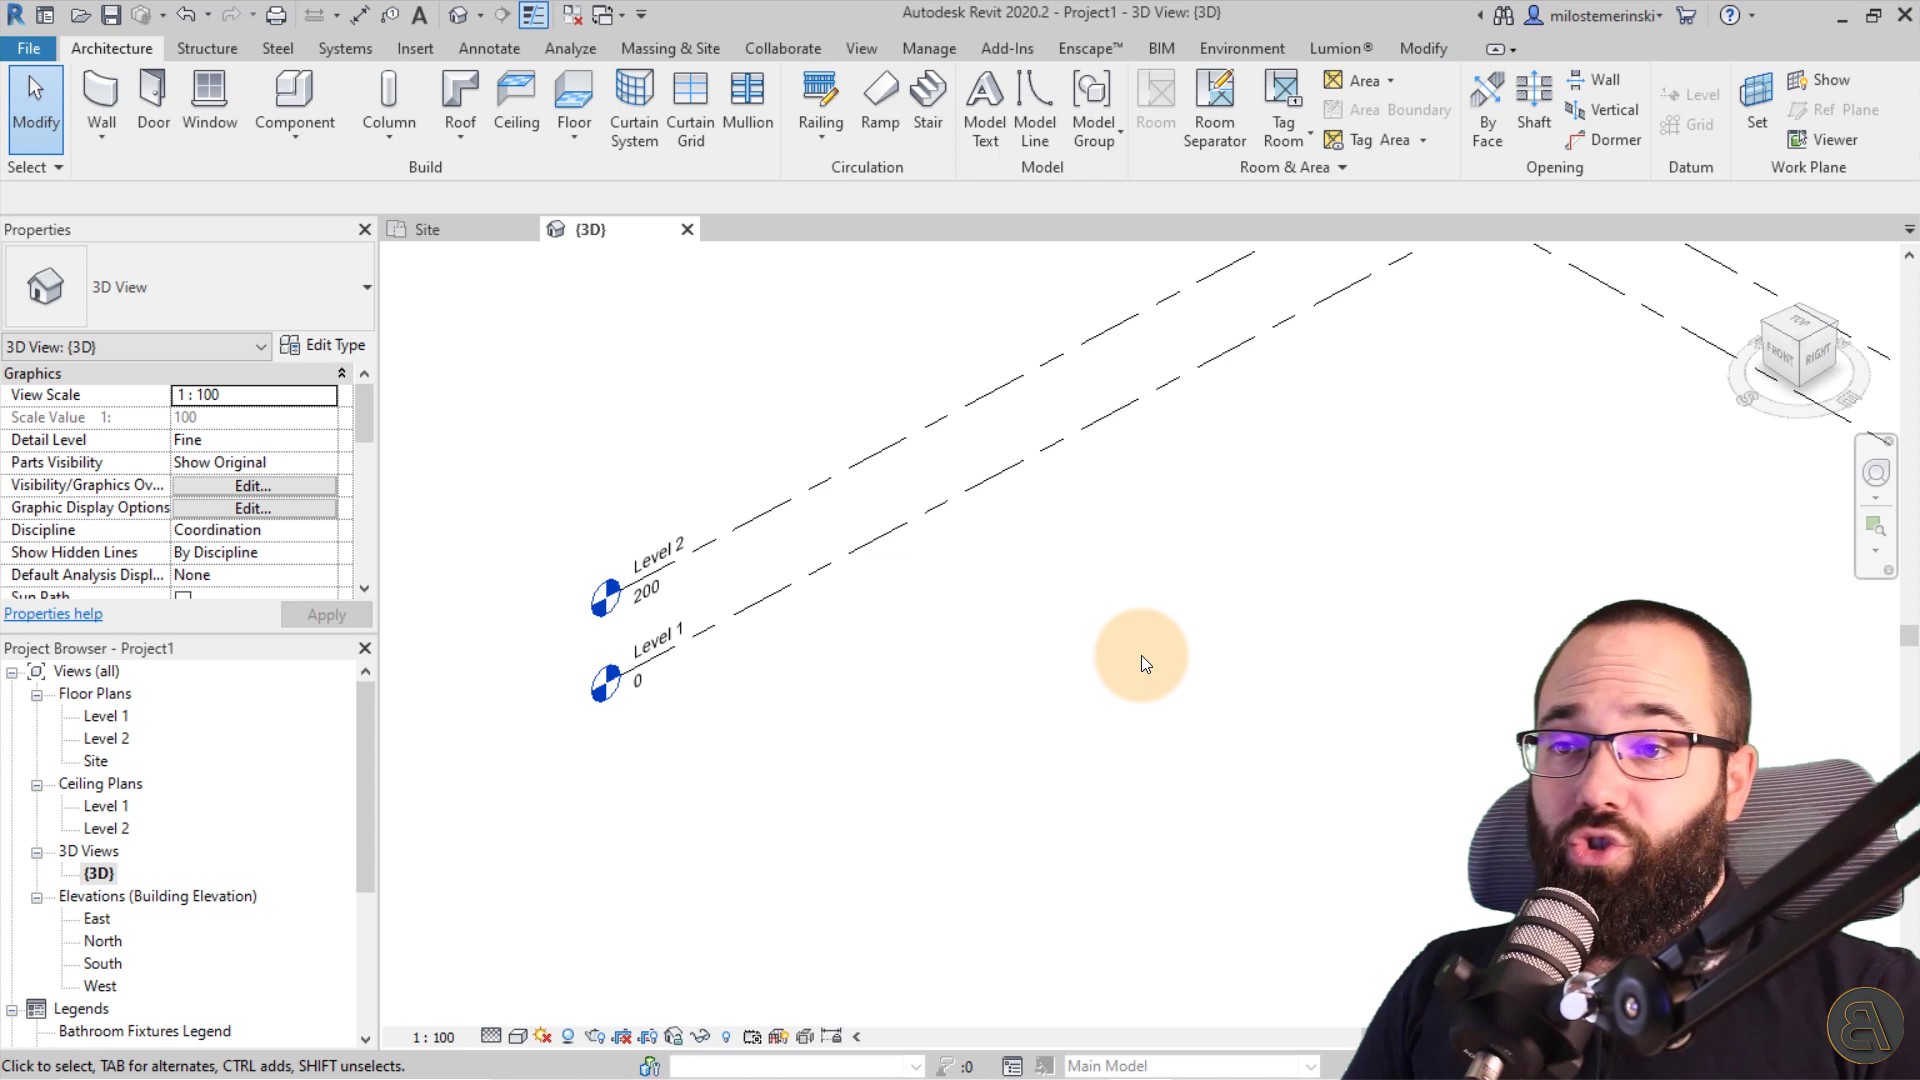 Autodesk Revit 2020.2 - Project1 - 3D View: {3D}
milostemerinski
File Architecture Structure Steel Systems Insert Annotate Analyze Massing & Site Collaborate View Manage Add-Ins Enscape™ BIM Environment Lumion® Modify
Modify Wall Door Window Component Column Roof Ceiling Floor Curtain System Curtain Grid Mullion Railing Ramp Stair Model Text Model Line Model Group Room Room Separator Tag Room
Area
Area Boundary
Tag Area
By Face Shaft
Wall
Vertical
Dormer
Level
Grid
Set
Show
Ref Plane
Viewer
Select Build Circulation Model Room & Area Opening Datum Work Plane
Properties
Site {3D}
3D View
3D View: {3D} Edit Type
Graphics
View Scale 1 : 100
Scale Value 1: 100
Detail Level Fine
Parts Visibility Show Original
Visibility/Graphics Ov... Edit...
Graphic Display Options Edit...
Discipline Coordination
Show Hidden Lines By Discipline
Default Analysis Displ... None
Sun Path
Properties help Apply
Project Browser - Project1
Views (all)
Floor Plans
Level 1
Level 2
Site
Ceiling Plans
Level 1
Level 2
3D Views
{3D}
Elevations (Building Elevation)
East
North
South
West
Legends
Bathroom Fixtures Legend
Level 2
200
Level 1
0
TOP
FRONT RIGHT
S E
1 : 100
Click to select, TAB for alternates, CTRL adds, SHIFT unselects.
:0 Main Model